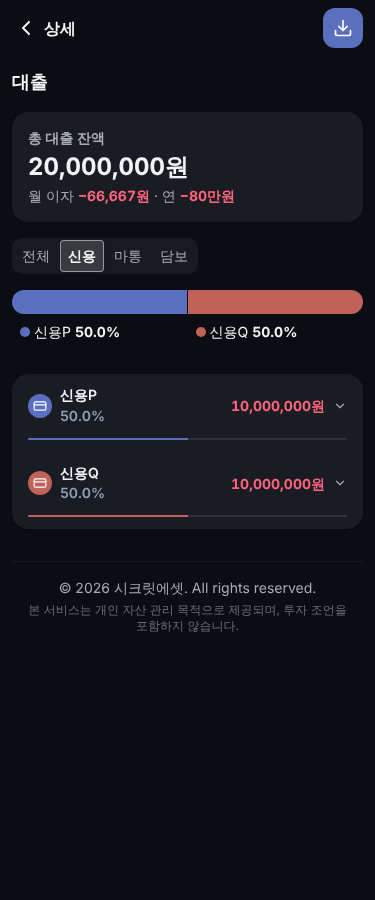 상세
대출
총 대출 잔액
20,000,000원
월 이자 −66,667원 · 연 −80만원
전체 신용 마통 담보
신용P 50.0% 신용Q 50.0%
신용P
50.0%
10,000,000원
신용Q
50.0%
10,000,000원
© 2026 시크릿에셋. All rights reserved.
본 서비스는 개인 자산 관리 목적으로 제공되며, 투자 조언을
포함하지 않습니다.